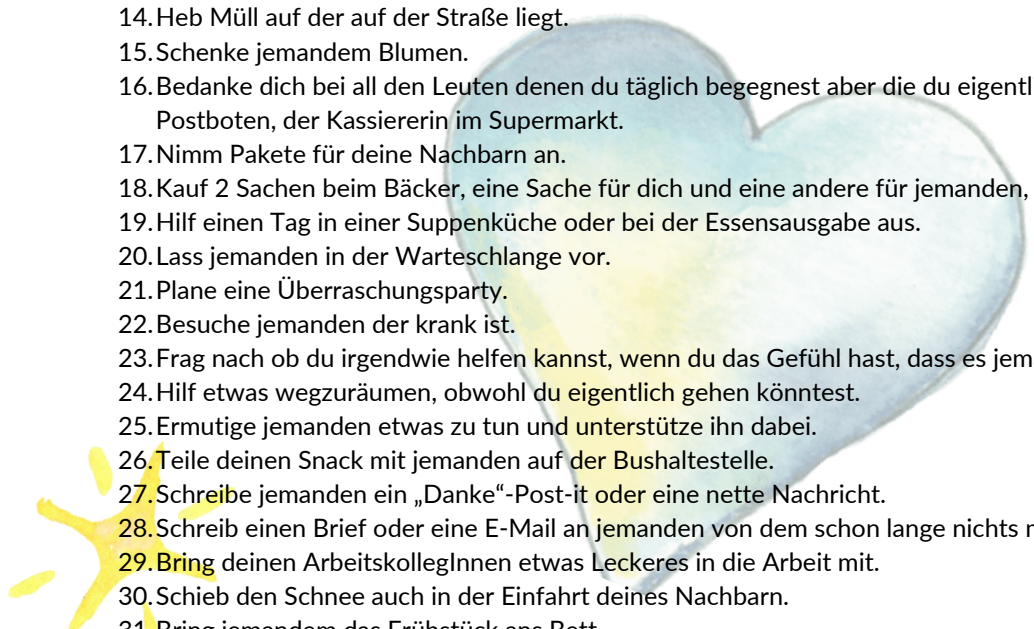 14. Heb Müll auf der auf der Straße liegt.
15. Schenke jemandem Blumen.
16. Bedanke dich bei all den Leuten denen du täglich begegnest aber die du eigentl
Postboten, der Kassiererin im Supermarkt.
17. Nimm Pakete für deine Nachbarn an.
18. Kauf 2 Sachen beim Bäcker, eine Sache für dich und eine andere für jemanden,
19. Hilf einen Tag in einer Suppenküche oder bei der Essensausgabe aus.
20. Lass jemanden in der Warteschlange vor.
21. Plane eine Überraschungsparty.
22. Besuche jemanden der krank ist.
23. Frag nach ob du irgendwie helfen kannst, wenn du das Gefühl hast, dass es jem
24. Hilf etwas wegzuräumen, obwohl du eigentlich gehen könntest.
25. Ermutige jemanden etwas zu tun und unterstütze ihn dabei.
26. Teile deinen Snack mit jemanden auf der Bushaltestelle.
27. Schreibe jemanden ein „Danke“-Post-it oder eine nette Nachricht.
28. Schreib einen Brief oder eine E-Mail an jemanden von dem schon lange nichts
29. Bring deinen ArbeitskollegInnen etwas Leckeres in die Arbeit mit.
30. Schieb den Schnee auch in der Einfahrt deines Nachbarn.
31. Bring jemandem das Frühstück ans Bett.